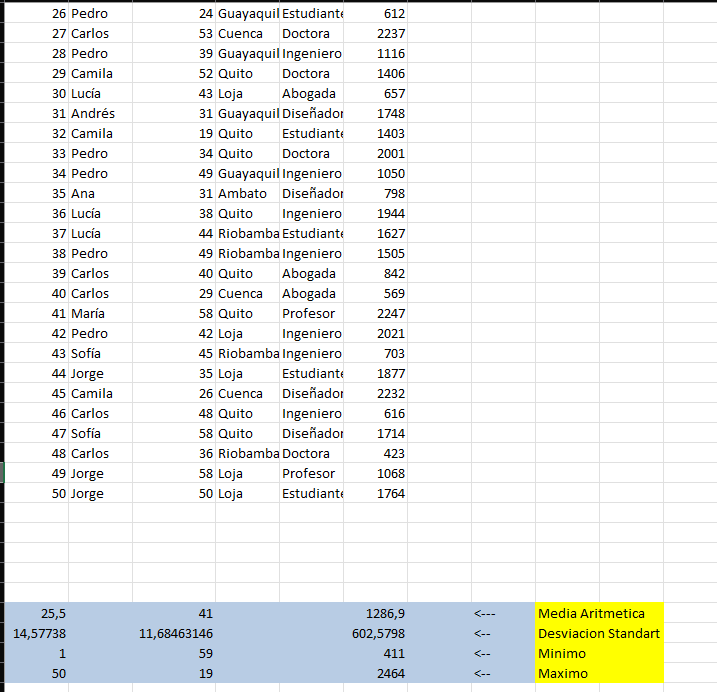 26 Pedro 24 Guayaquil Estudiante 612
27 Carlos 53 Cuenca Doctora 2237
28 Pedro 39 Guayaquil Ingeniero 1116
29 Camila 52 Quito Doctora 1406
30 Lucía 43 Loja Abogada 657
31 Andrés 31 Guayaquil Diseñador 1748
32 Camila 19 Quito Estudiante 1403
33 Pedro 34 Quito Doctora 2001
34 Pedro 49 Guayaquil Ingeniero 1050
35 Ana 31 Ambato Diseñador 798
36 Lucía 38 Quito Ingeniero 1944
37 Lucía 44 Riobamba Estudiante 1627
38 Pedro 49 Riobamba Ingeniero 1505
39 Carlos 40 Quito Abogada 842
40 Carlos 29 Cuenca Abogada 569
41 María 58 Quito Profesor 2247
42 Pedro 42 Loja Ingeniero 2021
43 Sofía 45 Riobamba Ingeniero 703
44 Jorge 35 Loja Estudiante 1877
45 Camila 26 Cuenca Diseñador 2232
46 Carlos 48 Quito Ingeniero 616
47 Sofía 58 Quito Diseñador 1714
48 Carlos 36 Riobamba Doctora 423
49 Jorge 58 Loja Profesor 1068
50 Jorge 50 Loja Estudiante 1764
25,5 41 1286,9 <--- Media Aritmetica
14,57738 11,68463146 602,5798 <-- Desviacion Standart
1 59 411 <-- Minimo
50 19 2464 <-- Maximo